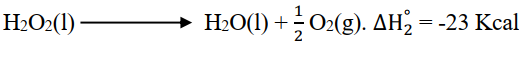 H2O2(l) ⟶ H2O(l) + 1/2 O2(g). ΔH°2 = -23 Kcal